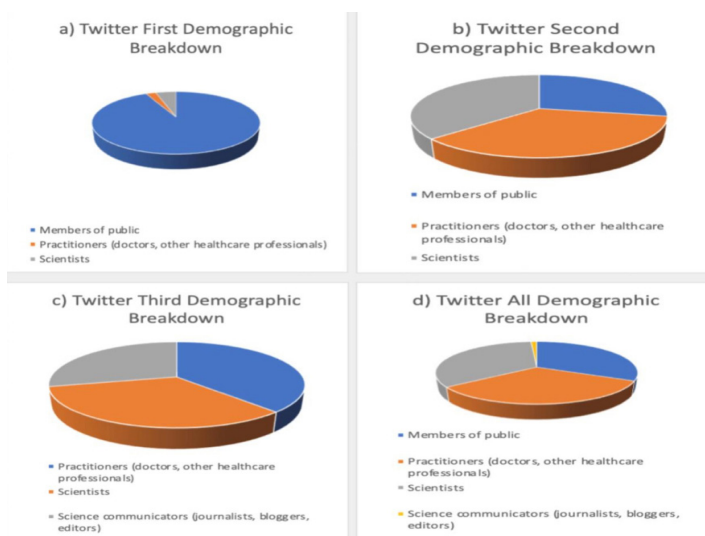 a) Twitter First Demographic
Breakdown
Members of public
Practitioners (doctors, other healthcare professionals)
Scientists
b) Twitter Second
Demographic Breakdown
Members of public
Practitioners (doctors, other healthcare
professionals)
Scientists
c) Twitter Third Demographic
Breakdown
Practitioners (doctors, other healthcare
professionals)
Scientists
Science communicators (journalists, bloggers,
editors)
d) Twitter All Demographic
Breakdown
Members of public
Practitioners (doctors, other healthcare
professionals)
Scientists
Science communicators (journalists, bloggers,
editors)